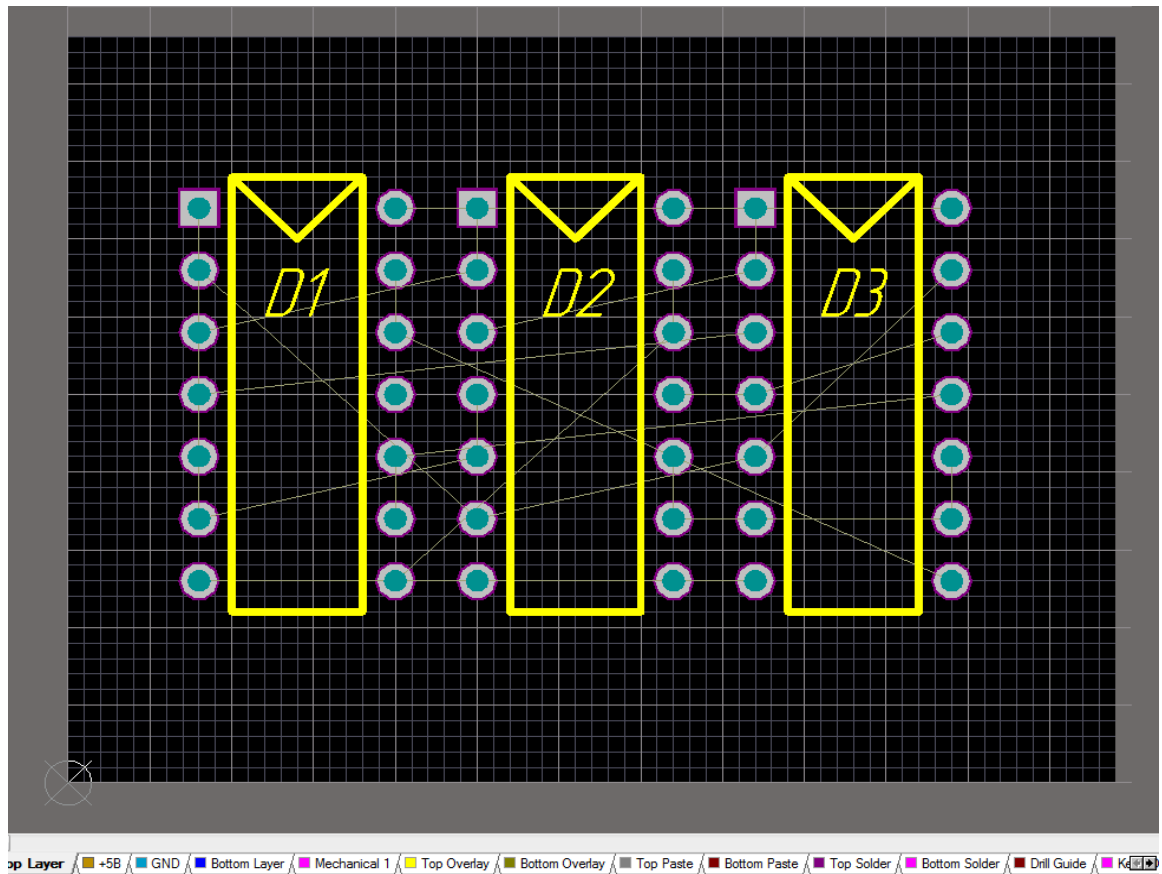 D1
D2
D3
op Layer
+5B
GND
Bottom Layer
Mechanical 1
Top Overlay
Bottom Overlay
Top Paste
Bottom Paste
Top Solder
Bottom Solder
Drill Guide